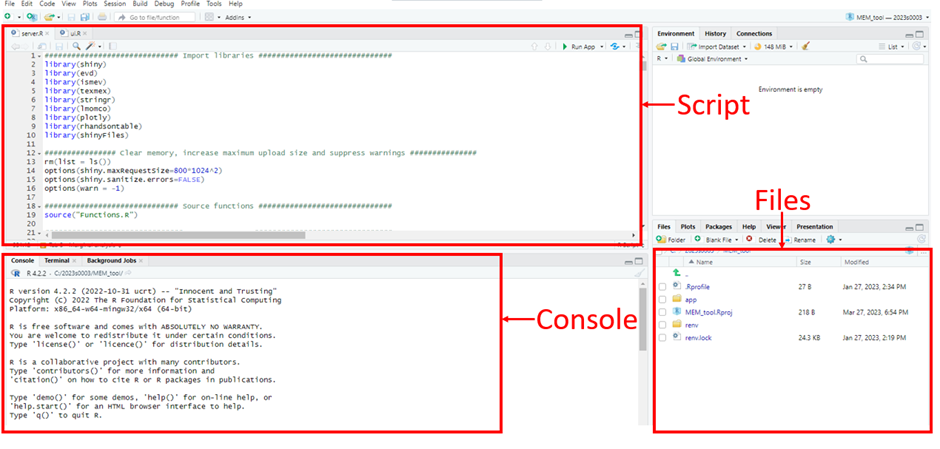 File Edit Code View Plots Session Build Debug Profile Tools Help
Go to file/function Addins MEM_tool — 2023s0003
server.R ui.R
Run App
1 ############################# Import libraries #############################
2 library(shiny)
3 library(evd)
4 library(ismev)
5 library(texmex)
6 library(stringr)
7 library(lmomco)
8 library(plotly)
9 library(rhandsontable)
10 library(shinyFiles)
11
12 ################ Clear memory, increase maximum upload size and suppress warnings ###############
13 rm(list = ls())
14 options(shiny.maxRequestSize=800*1024^2)
15 options(shiny.sanitize.errors=FALSE)
16 options(warn = -1)
17
18 ############################# Source functions #############################
19 source("Functions.R")
20
21
Script
Console Terminal Background Jobs
R 4.2.2 · C:/2023s0003/MEM_tool/
R version 4.2.2 (2022-10-31 ucrt) -- "Innocent and Trusting"
Copyright (C) 2022 The R Foundation for Statistical Computing
Platform: x86_64-w64-mingw32/x64 (64-bit)
R is free software and comes with ABSOLUTELY NO WARRANTY.
You are welcome to redistribute it under certain conditions.
Type 'license()' or 'licence()' for distribution details.
R is a collaborative project with many contributors.
Type 'contributors()' for more information and
'citation()' on how to cite R or R packages in publications.
Type 'demo()' for some demos, 'help()' for on-line help, or
'help.start()' for an HTML browser interface to help.
Type 'q()' to quit R.
Console
Environment History Connections
Import Dataset 148 MiB List
R Global Environment
Environment is empty
Files
Files Plots Packages Help Viewer Presentation
Folder Blank File Delete Rename
Name Size Modified
..
.Rprofile 27 B Jan 27, 2023, 2:34 PM
app
MEM_tool.Rproj 218 B Mar 27, 2023, 6:54 PM
renv
renv.lock 24.3 KB Jan 27, 2023, 2:19 PM